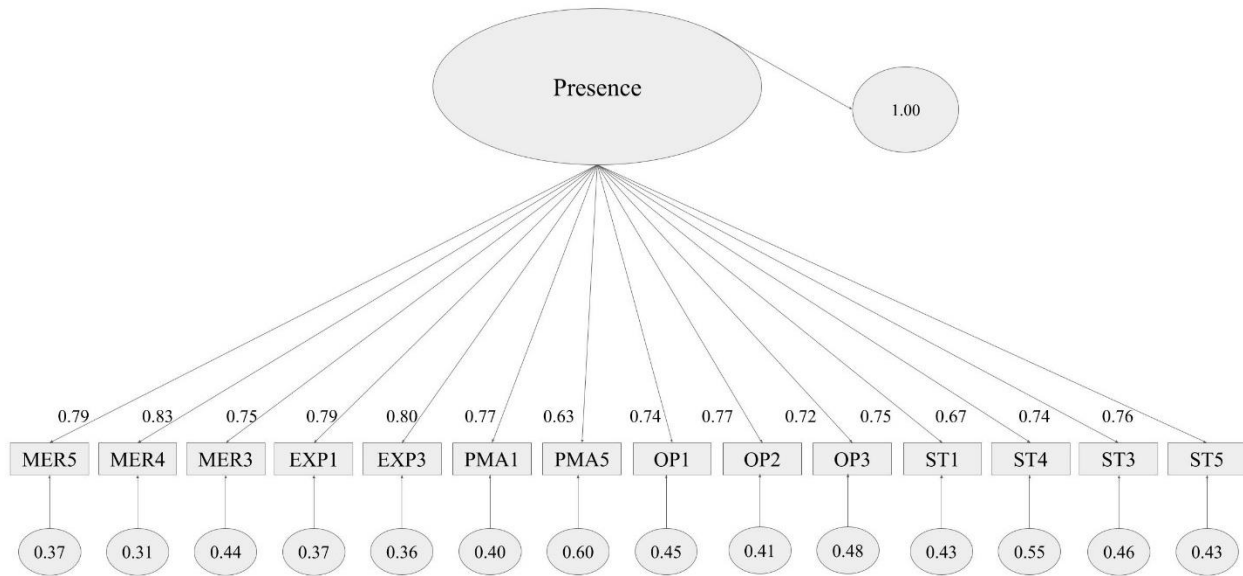 Presence
1.00
0.79 0.83 0.75 0.79 0.80 0.77 0.63 0.74 0.77 0.72 0.75 0.67 0.74 0.76
MER5 MER4 MER3 EXP1 EXP3 PMA1 PMA5 OP1 OP2 OP3 ST1 ST4 ST3 ST5
0.37 0.31 0.44 0.37 0.36 0.40 0.60 0.45 0.41 0.48 0.43 0.55 0.46 0.43